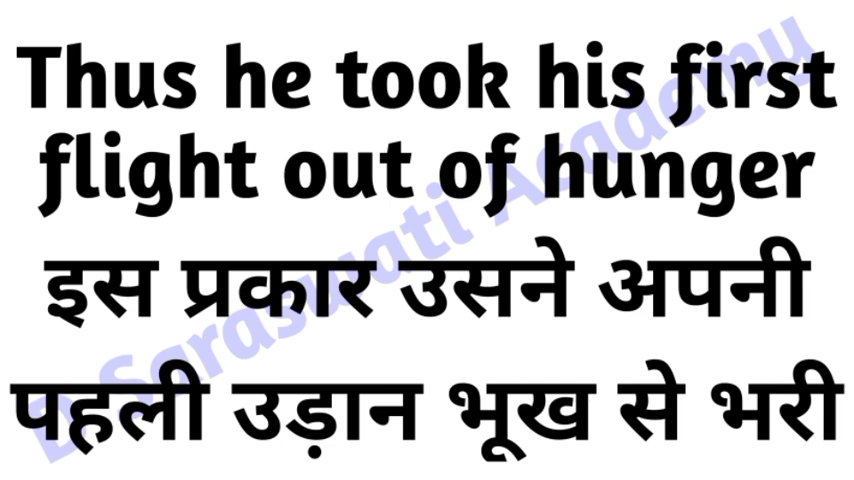 Thus he took his first
flight out of hunger
इस प्रकार उसने अपनी
पहली उड़ान भूख से भरी
E Saraswati Academy